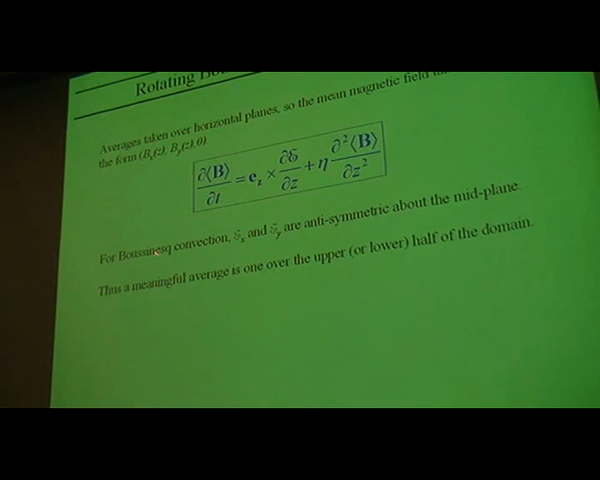 Rotating
Averages taken over horizontal planes, so the mean magnetic field
the form (Bx(z), By(z),0).
∂⟨B⟩/∂t = e_z × ∂ℰ/∂z + η ∂²⟨B⟩/∂z²
For Boussinesq convection, ℰx and ℰy are anti-symmetric about the mid-plane.
Thus a meaningful average is one over the upper (or lower) half of the domain.